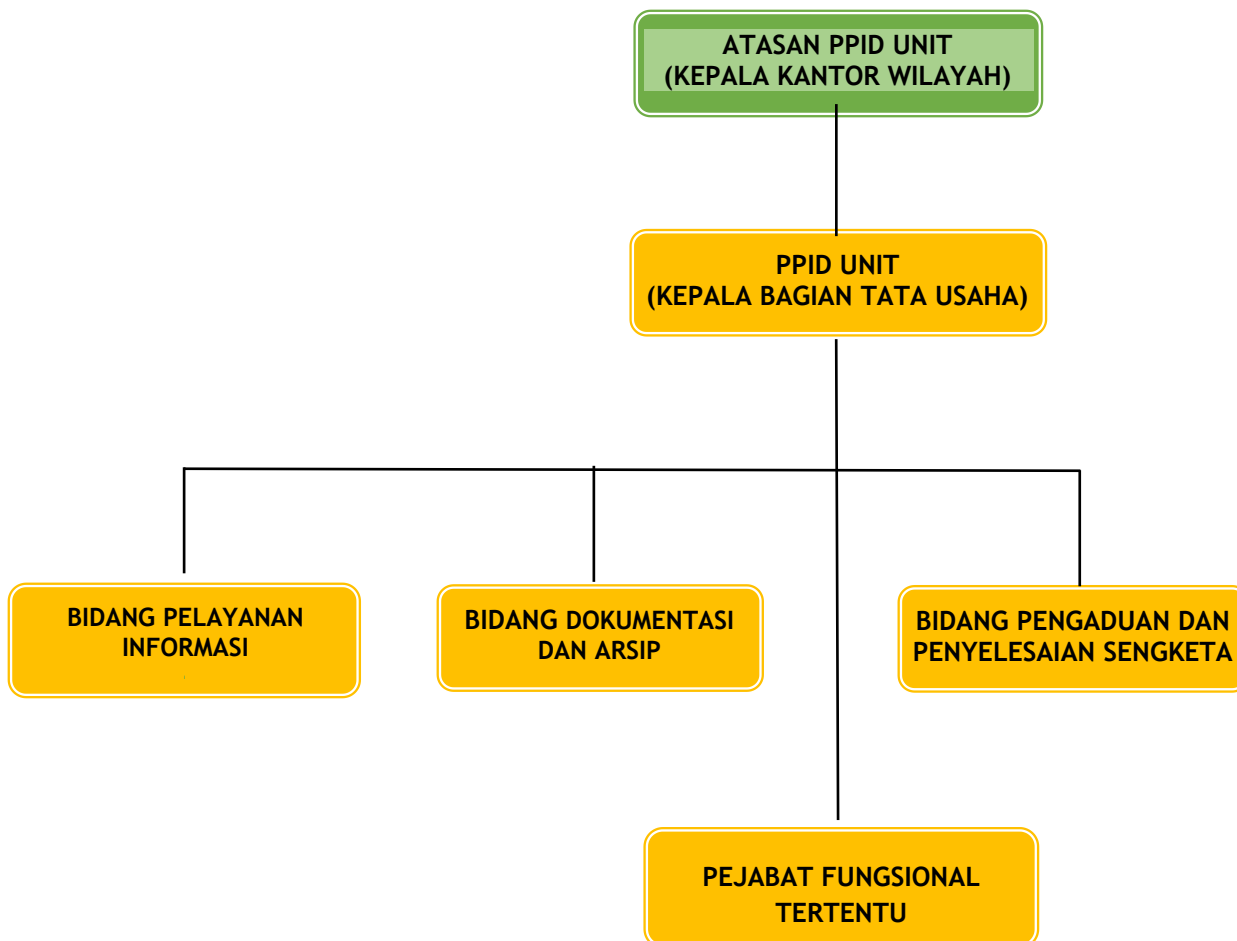 ATASAN PPID UNIT
(KEPALA KANTOR WILAYAH)
PPID UNIT
(KEPALA BAGIAN TATA USAHA)
BIDANG PELAYANAN
INFORMASI
BIDANG DOKUMENTASI
DAN ARSIP
BIDANG PENGADUAN DAN
PENYELESAIAN SENGKETA
PEJABAT FUNGSIONAL
TERTENTU